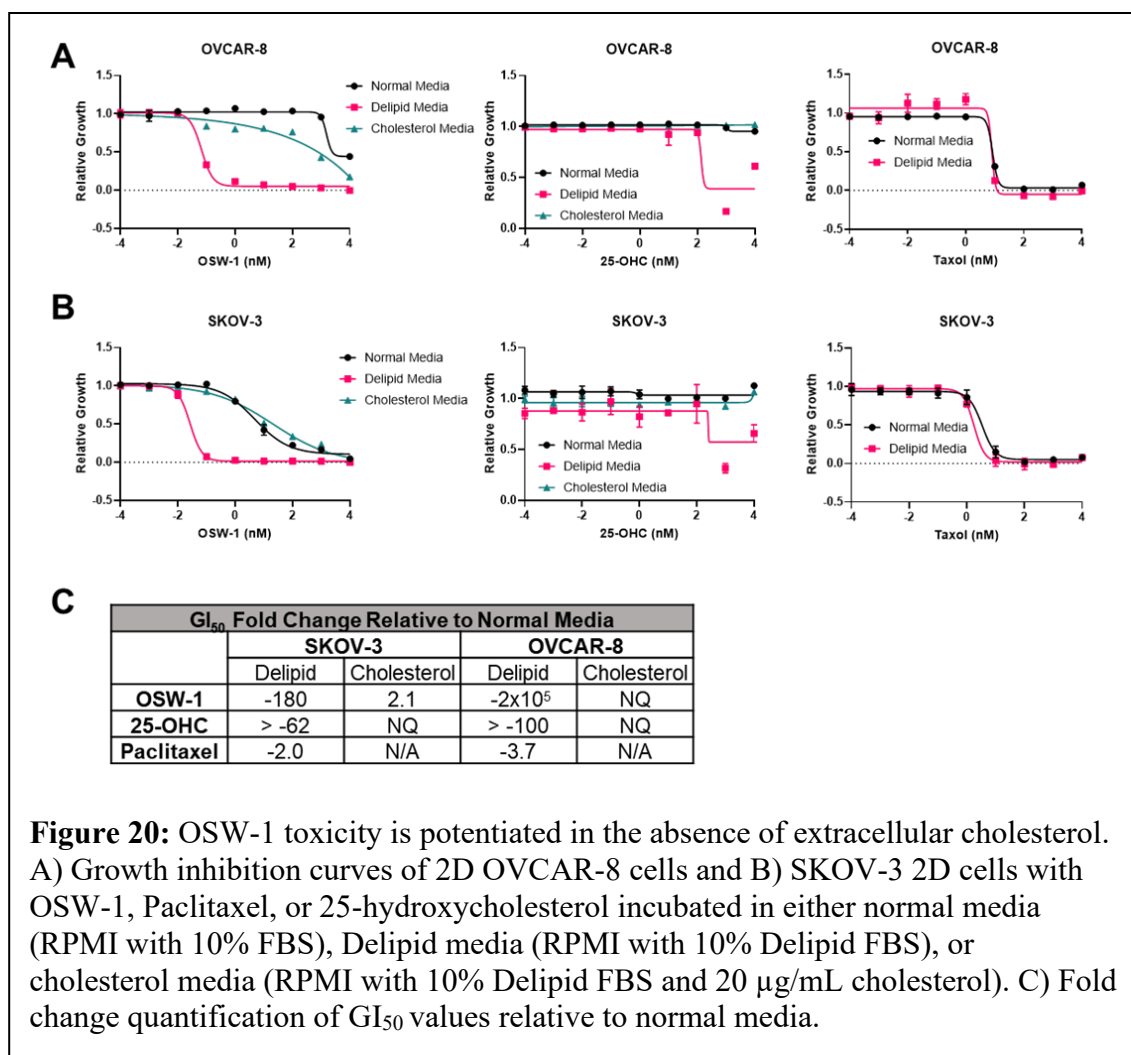 A
OVCAR-8
1.5
1.0
0.5
0.0
0.5
Relative Growth
-4 -2 0 2 4
OSW-1 (nM)
Normal Media
Delipid Media
Cholesterol Media
OVCAR-8
1.5
1.0
0.5
0.0
Relative Growth
Normal Media
Delipid Media
Cholesterol Media
-4 -2 0 2 4
25-OHC (nM)
OVCAR-8
1.5
1.0
0.5
0.0
-0.5
Relative Growth
Normal Media
Delipid Media
-4 -2 0 2 4
Taxol (nM)
B
SKOV-3
1.5
1.0
0.5
0.0
-0.5
Relative Growth
-4 -2 0 2 4
OSW-1 (nM)
Normal Media
Delipid Media
Cholesterol Media
SKOV-3
1.5
1.0
0.5
0.0
Relative Growth
Normal Media
Delipid Media
Cholesterol Media
-4 -2 0 2 4
25-OHC (nM)
SKOV-3
1.5
1.0
0.5
0.0
-0.5
Relative Growth
Normal Media
Delipid Media
-4 -2 0 2 4
Taxol (nM)
C
GI50 Fold Change Relative to Normal Media
SKOV-3 OVCAR-8
Delipid Cholesterol Delipid Cholesterol
OSW-1 -180 2.1 -2x10⁵ NQ
25-OHC > -62 NQ > -100 NQ
Paclitaxel -2.0 N/A -3.7 N/A
Figure 20: OSW-1 toxicity is potentiated in the absence of extracellular cholesterol.
A) Growth inhibition curves of 2D OVCAR-8 cells and B) SKOV-3 2D cells with
OSW-1, Paclitaxel, or 25-hydroxycholesterol incubated in either normal media
(RPMI with 10% FBS), Delipid media (RPMI with 10% Delipid FBS), or
cholesterol media (RPMI with 10% Delipid FBS and 20 µg/mL cholesterol). C) Fold
change quantification of GI₅₀ values relative to normal media.